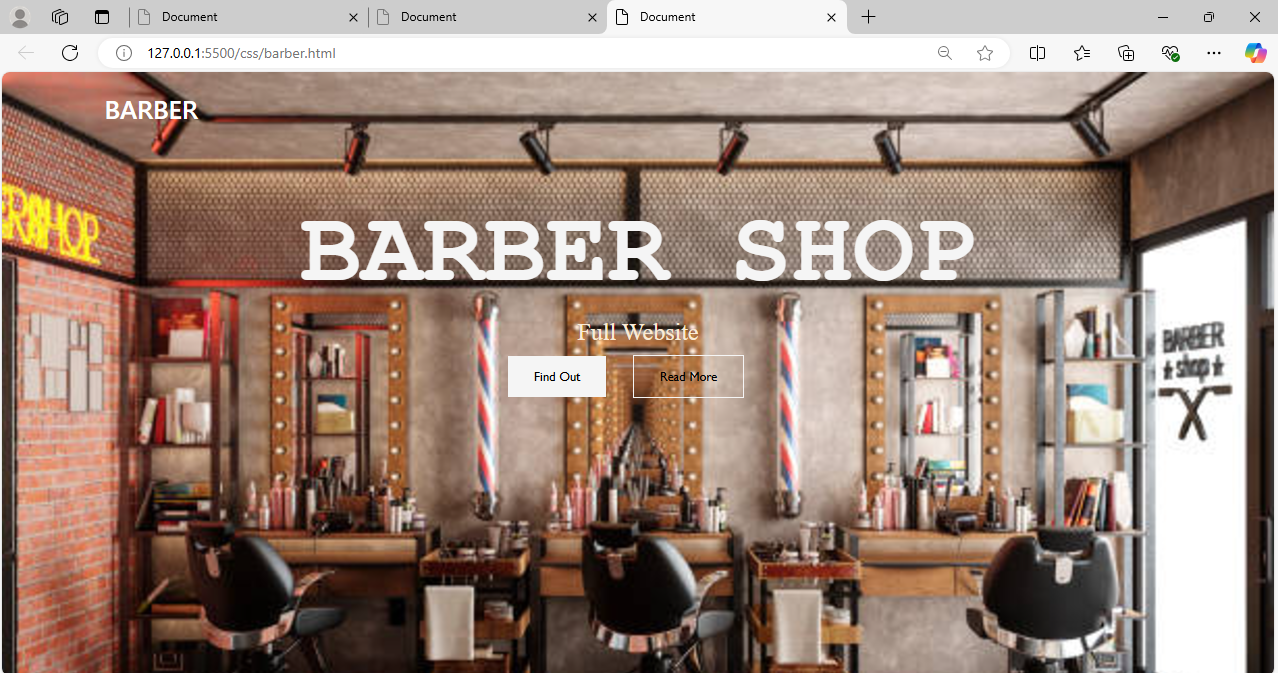 Document
Document
Document
127.0.0.1:5500/css/barber.html
BARBER
BARBER SHOP
Full Website
Find Out
Read More
BARBER
shop